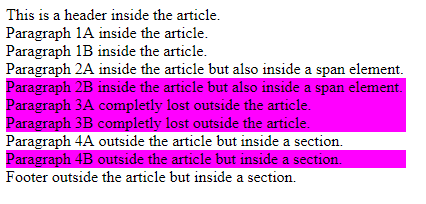 This is a header inside the article.
Paragraph 1A inside the article.
Paragraph 1B inside the article.
Paragraph 2A inside the article but also inside a span element.
Paragraph 2B inside the article but also inside a span element.
Paragraph 3A completly lost outside the article.
Paragraph 3B completly lost outside the article.
Paragraph 4A outside the article but inside a section.
Paragraph 4B outside the article but inside a section.
Footer outside the article but inside a section.